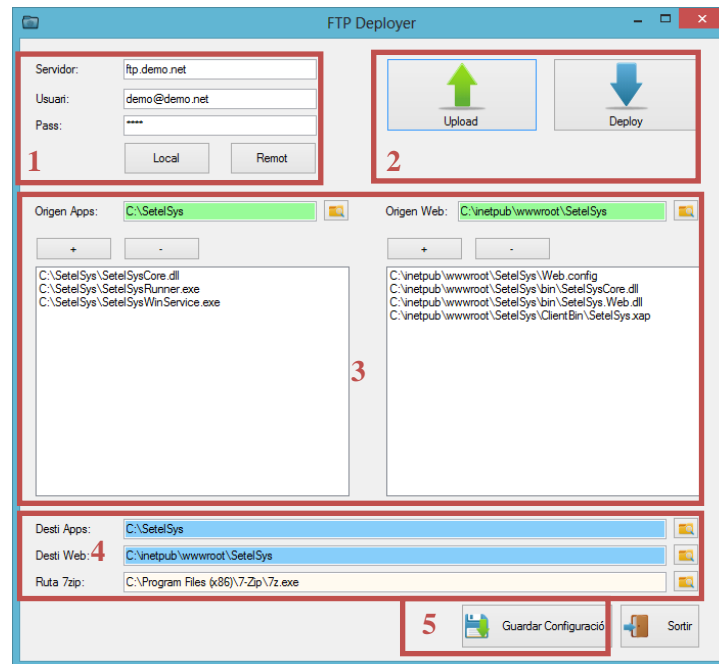 FTP Deployer
Servidor: ftp.demo.net
Usuari: demo@demo.net
Pass: ****
Local Remot
1
Upload Deploy
2
Origen Apps: C:\SetelSys
Origen Web: C:\inetpub\wwwroot\SetelSys
+ -
+ -
C:\SetelSys\SetelSysCore.dll
C:\SetelSys\SetelSysRunner.exe
C:\SetelSys\SetelSysWinService.exe
C:\inetpub\wwwroot\SetelSys\Web.config
C:\inetpub\wwwroot\SetelSys\bin\SetelSysCore.dll
C:\inetpub\wwwroot\SetelSys\bin\SetelSys.Web.dll
C:\inetpub\wwwroot\SetelSys\ClientBin\SetelSys.xap
3
Desti Apps: C:\SetelSys
Desti Web: C:\inetpub\wwwroot\SetelSys
4
Ruta 7zip: C:\Program Files (x86)\7-Zip\7z.exe
5
Guardar Configuració Sortir